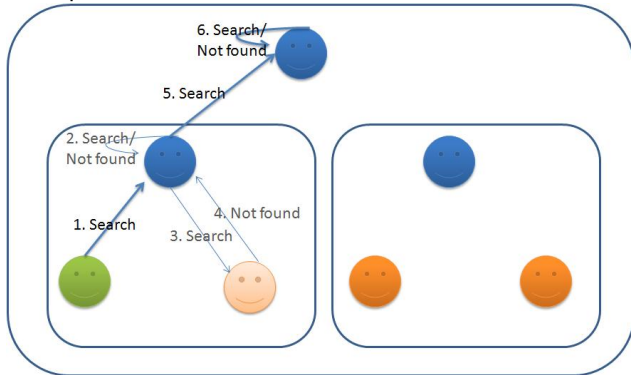 6. Search/
Not found
5. Search
2. Search/
Not found
1. Search
4. Not found
3. Search